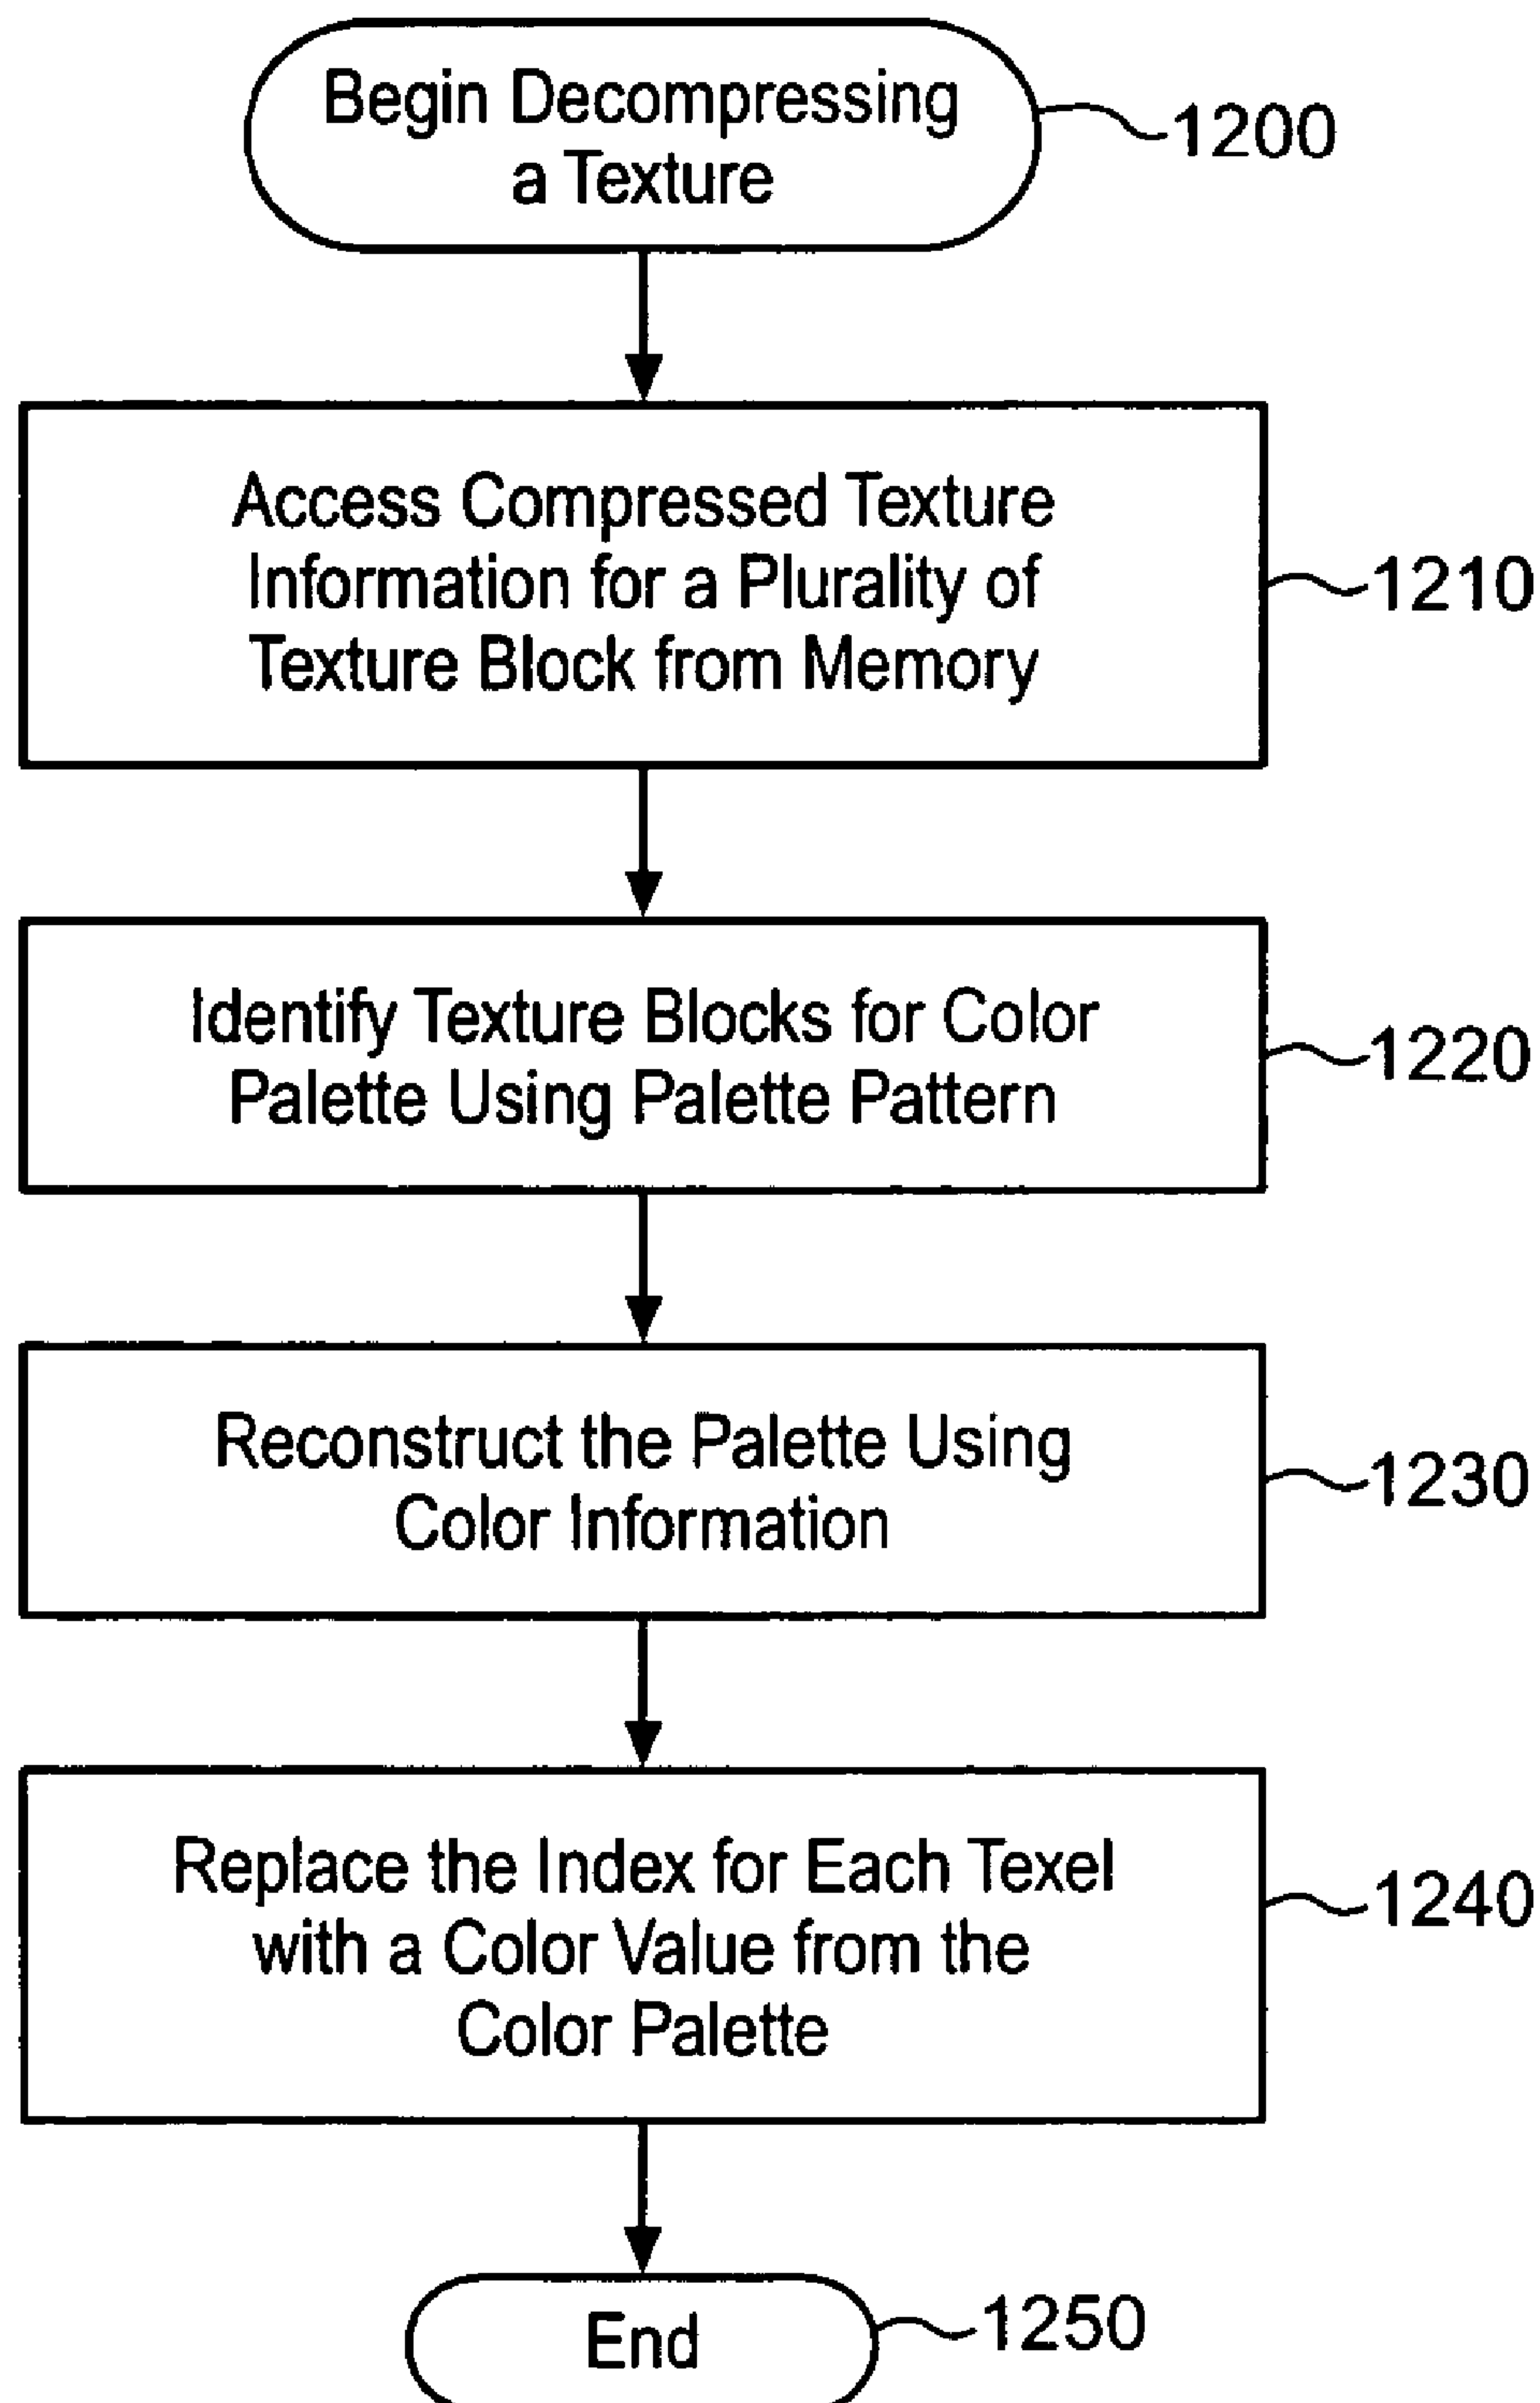 Begin Decompressing
a Texture
1200
Access Compressed Texture
Information for a Plurality of
Texture Block from Memory
1210
Identify Texture Blocks for Color
Palette Using Palette Pattern
1220
Reconstruct the Palette Using
Color Information
1230
Replace the Index for Each Texel
with a Color Value from the
Color Palette
1240
End
1250